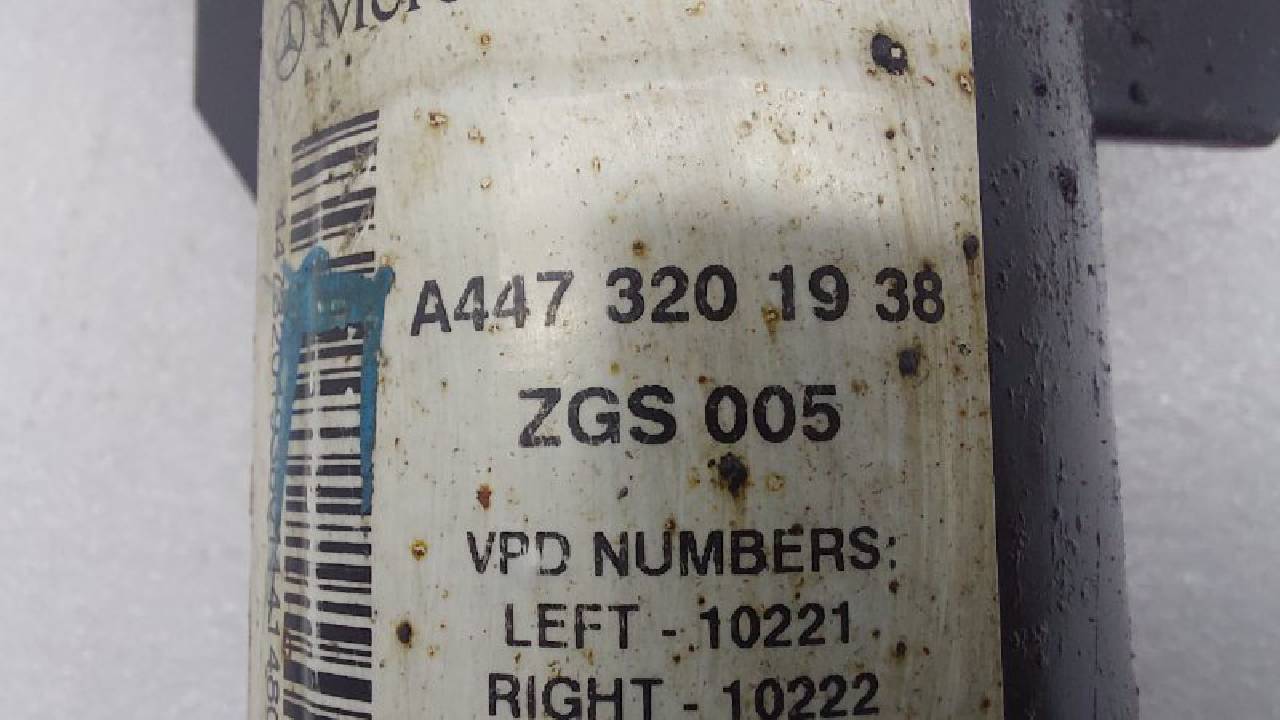 A447 320 19 38
ZGS 005
VPD NUMBERS:
LEFT - 10221
RIGHT - 10222